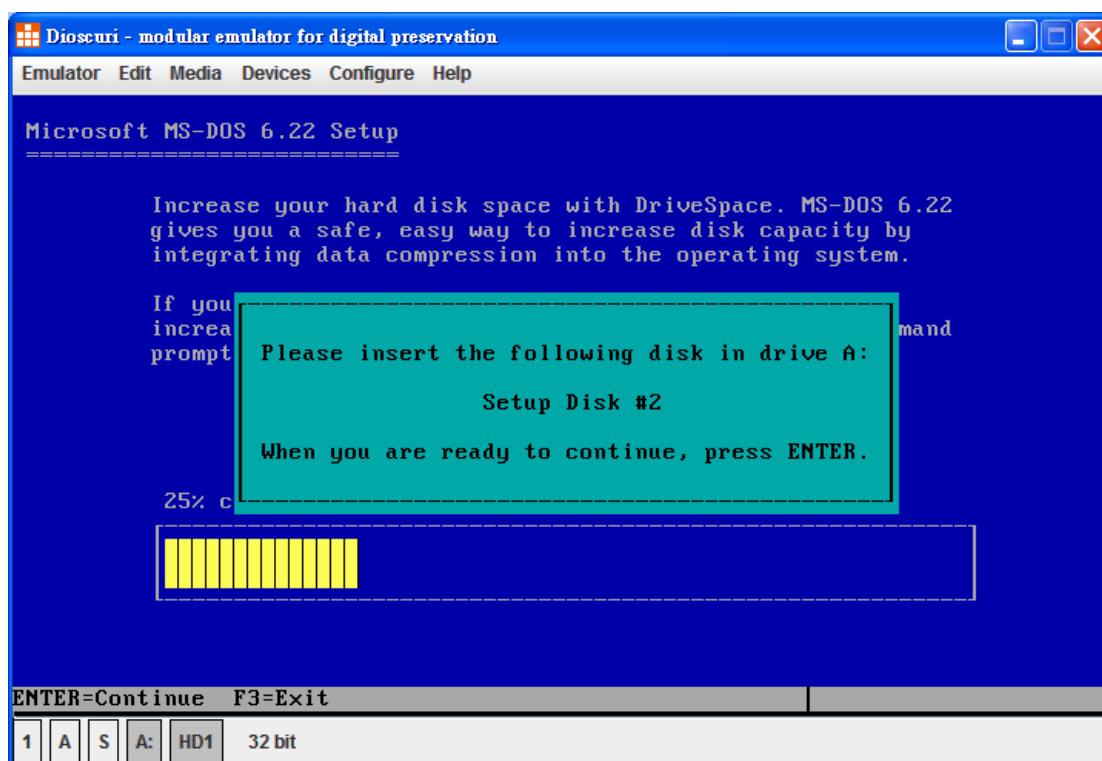 Dioscuri - modular emulator for digital preservation
Emulator Edit Media Devices Configure Help
Microsoft MS-DOS 6.22 Setup
===========================
Increase your hard disk space with DriveSpace. MS-DOS 6.22
gives you a safe, easy way to increase disk capacity by
integrating data compression into the operating system.
If you
increa mand
prompt
Please insert the following disk in drive A:
Setup Disk #2
When you are ready to continue, press ENTER.
25% c
ENTER=Continue F3=Exit
1 A S A: HD1 32 bit